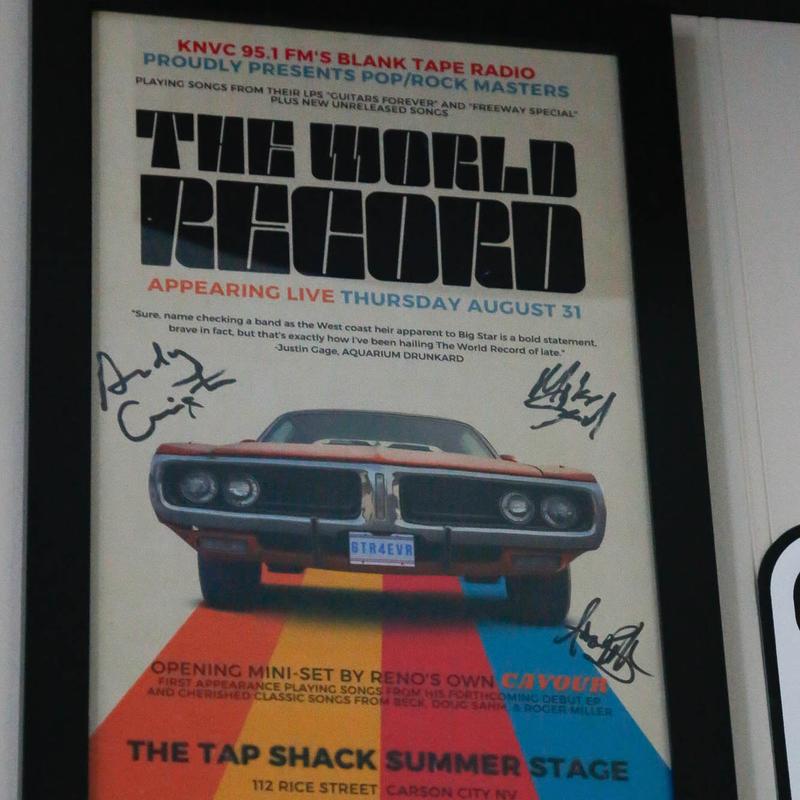 KNVC 95.1 FM'S BLANK TAPE RADIO
PROUDLY PRESENTS POP/ROCK MASTERS
PLAYING SONGS FROM THEIR LPS "GUITARS FOREVER" AND "FREEWAY SPECIAL"
PLUS NEW UNRELEASED SONGS
THE WORLD
RECORD
APPEARING LIVE THURSDAY AUGUST 31
"Sure, name checking a band as the West coast heir apparent to Big Star is a bold statement,
brave in fact, but that's exactly how I've been hailing The World Record of late."
-Justin Gage, AQUARIUM DRUNKARD
Andy
GTR4EVR
OPENING MINI-SET BY RENO'S OWN CAVOUR
FIRST APPEARANCE PLAYING SONGS FROM HIS FORTHCOMING DEBUT EP
AND CHERISHED CLASSIC SONGS FROM BECK, DOUG SAHM, & ROGER MILLER
THE TAP SHACK SUMMER STAGE
112 RICE STREET CARSON CITY NV